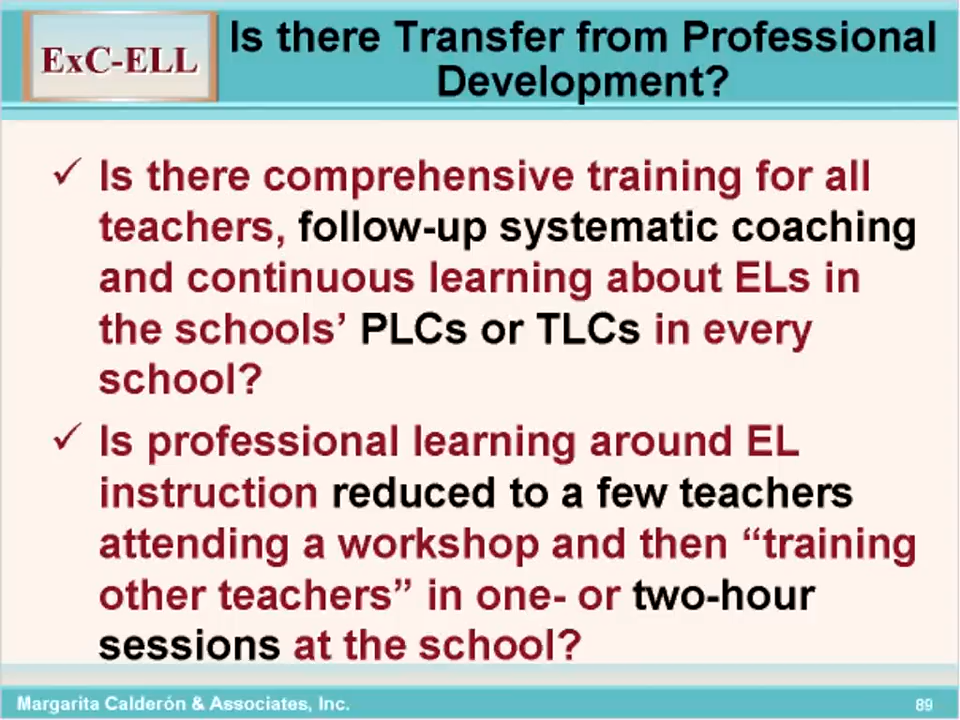 ExC-ELL
Is there Transfer from Professional
Development?
✓ Is there comprehensive training for all
teachers, follow-up systematic coaching
and continuous learning about ELs in
the schools’ PLCs or TLCs in every
school?
✓ Is professional learning around EL
instruction reduced to a few teachers
attending a workshop and then “training
other teachers” in one- or two-hour
sessions at the school?
Margarita Calderón & Associates, Inc.
89